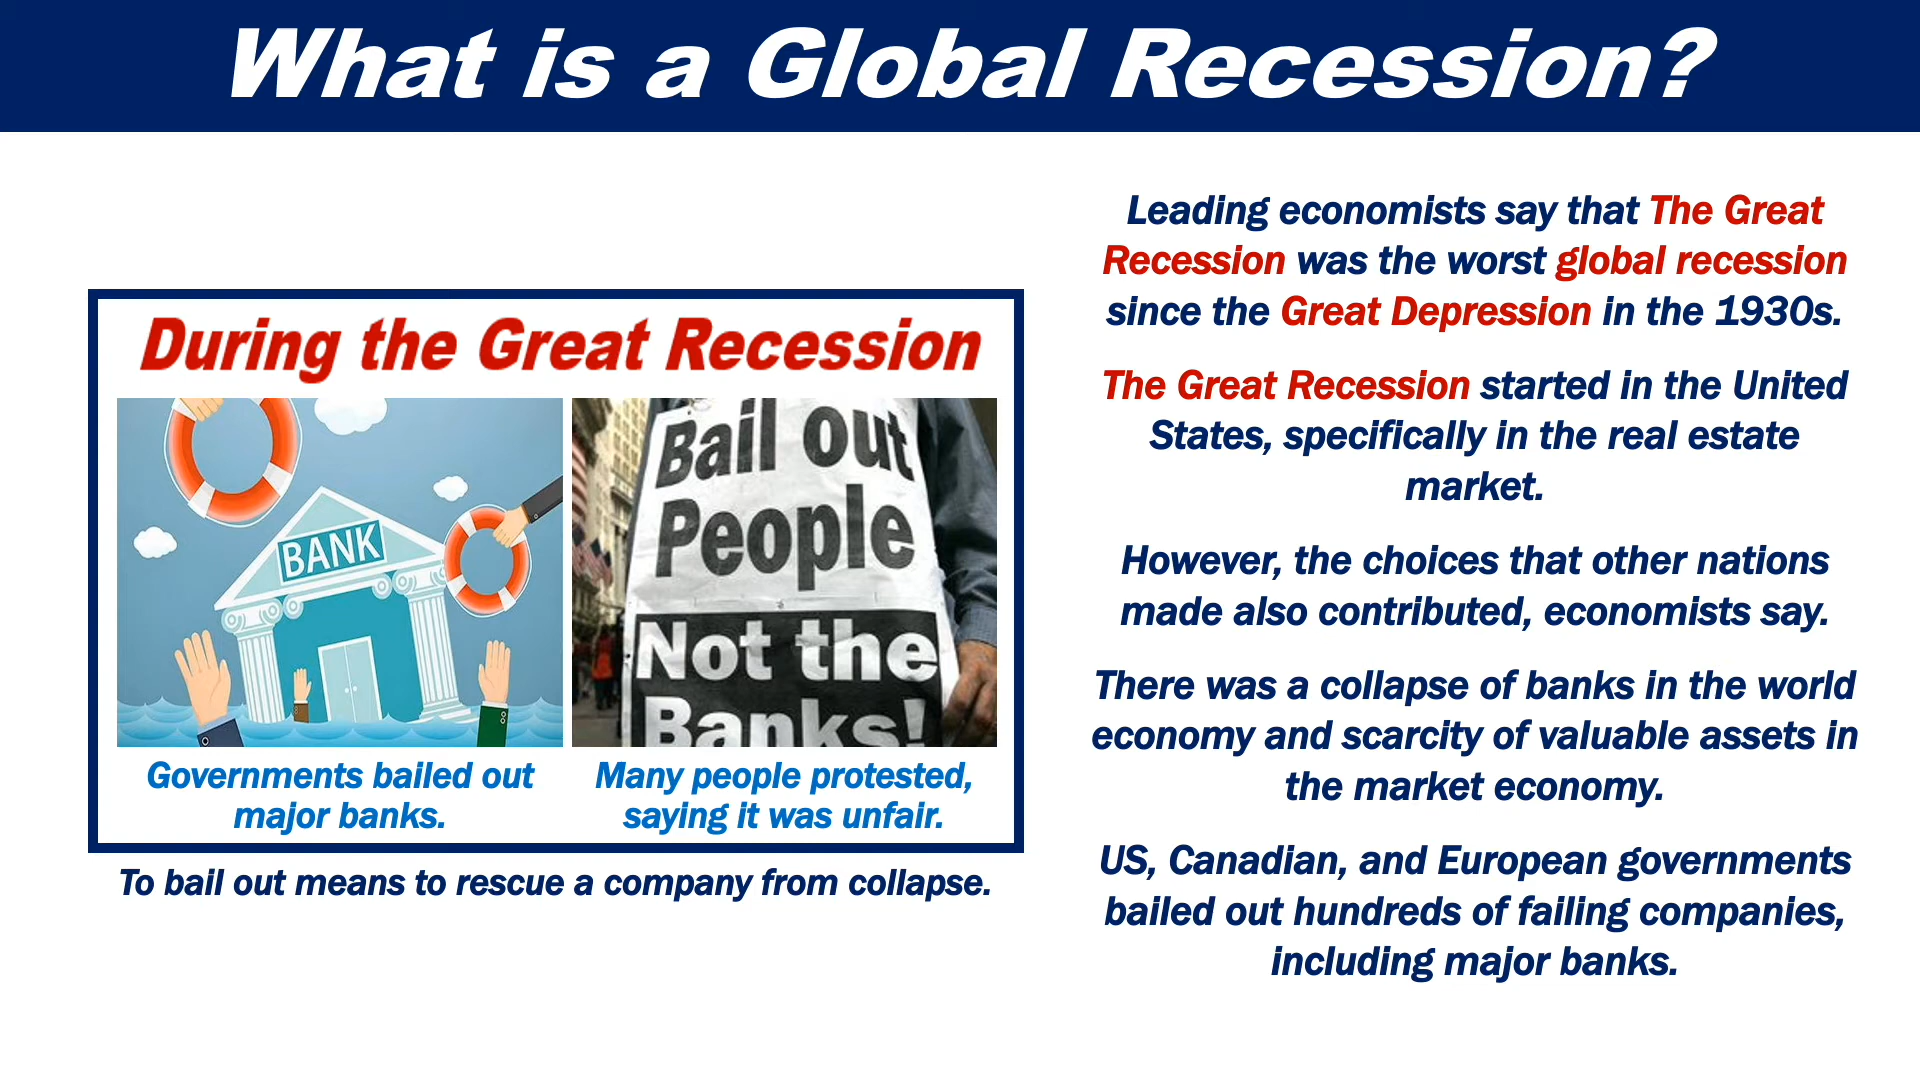 What is a Global Recession?
During the Great Recession
BANK
Bail out
People
Not the
Banks!
Governments bailed out
major banks.
Many people protested,
saying it was unfair.
To bail out means to rescue a company from collapse.
Leading economists say that The Great
Recession was the worst global recession
since the Great Depression in the 1930s.
The Great Recession started in the United
States, specifically in the real estate
market.
However, the choices that other nations
made also contributed, economists say.
There was a collapse of banks in the world
economy and scarcity of valuable assets in
the market economy.
US, Canadian, and European governments
bailed out hundreds of failing companies,
including major banks.